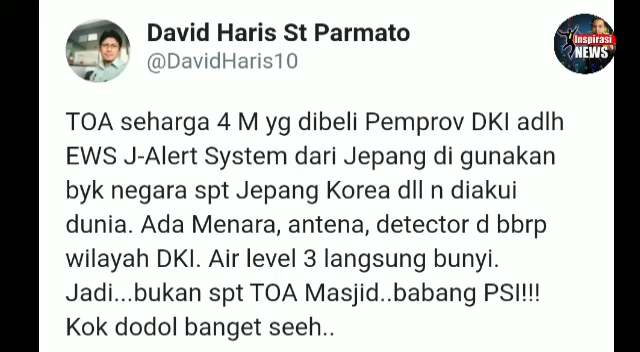 David Haris St Parmato
@DavidHaris10
Inspirasi
NEWS
TOA seharga 4 M yg dibeli Pemprov DKI adlh
EWS J-Alert System dari Jepang di gunakan
byk negara spt Jepang Korea dll n diakui
dunia. Ada Menara, antena, detector d bbrp
wilayah DKI. Air level 3 langsung bunyi.
Jadi...bukan spt TOA Masjid..babang PSI!!!
Kok dodol banget seeh..